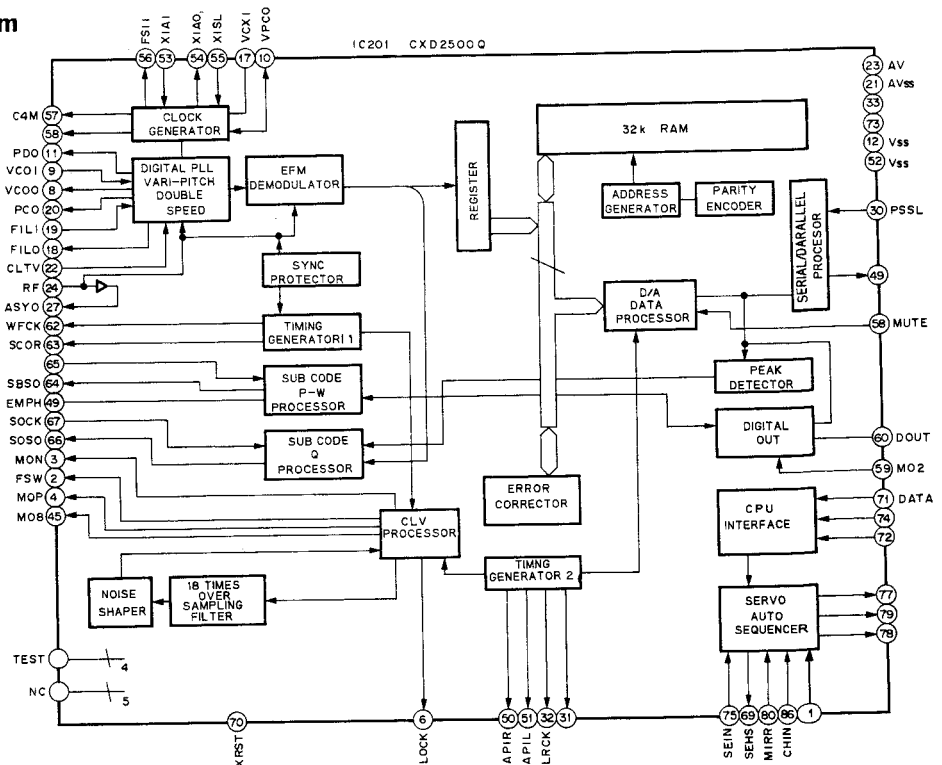 m
IC201 CXD2500Q
FSI1
X1A1
X1AO,
XISL
VCX1
VPCO
56
53
54
55
17
10
C4M 57
58
PDO 11
VCO1 9
VCOO 8
PCO 20
FIL1 19
FILO 18
CLTV 22
RF 24
ASYO 27
WFCK 62
SCOR 63
65
SBSO 64
EMPH 49
SOCK 67
SOSO 66
MON 3
FSW 2
MOP 4
MO8 45
TEST
4
NC
5
CLOCK
GENERATOR
DIGITAL PLL
VARI-PITCH
DOUBLE
SPEED
EFM
DEMODULATOR
SYNC
PROTECTOR
TIMING
GENERATOR1 1
SUB CODE
P-W
PROCESSOR
SUB CODE
Q
PROCESSOR
CLV
PROCESSOR
NOISE
SHAPER
18 TIMES
OVER
SAMPLING
FILTER
REGISTER
32k RAM
ADDRESS
GENERATOR
PARITY
ENCODER
SERIAL/DARALLEL
PROCESOR
D/A
DATA
PROCESSOR
PEAK
DETECTOR
DIGITAL
OUT
ERROR
CORRECTOR
TIMNG
GENERATOR 2
CPU
INTERFACE
SERVO
AUTO
SEQUENCER
23 AV
21 AVss
33
73
12 Vss
52 Vss
30 PSSL
49
58 MUTE
60 DOUT
59 MO2
71 DATA
74
72
77
79
78
70
6
50
51
32
31
75
69
80
86
1
XRST
LOCK
APIR
APIL
LRCK
SEIN
SEHS
MIRR
CHIN